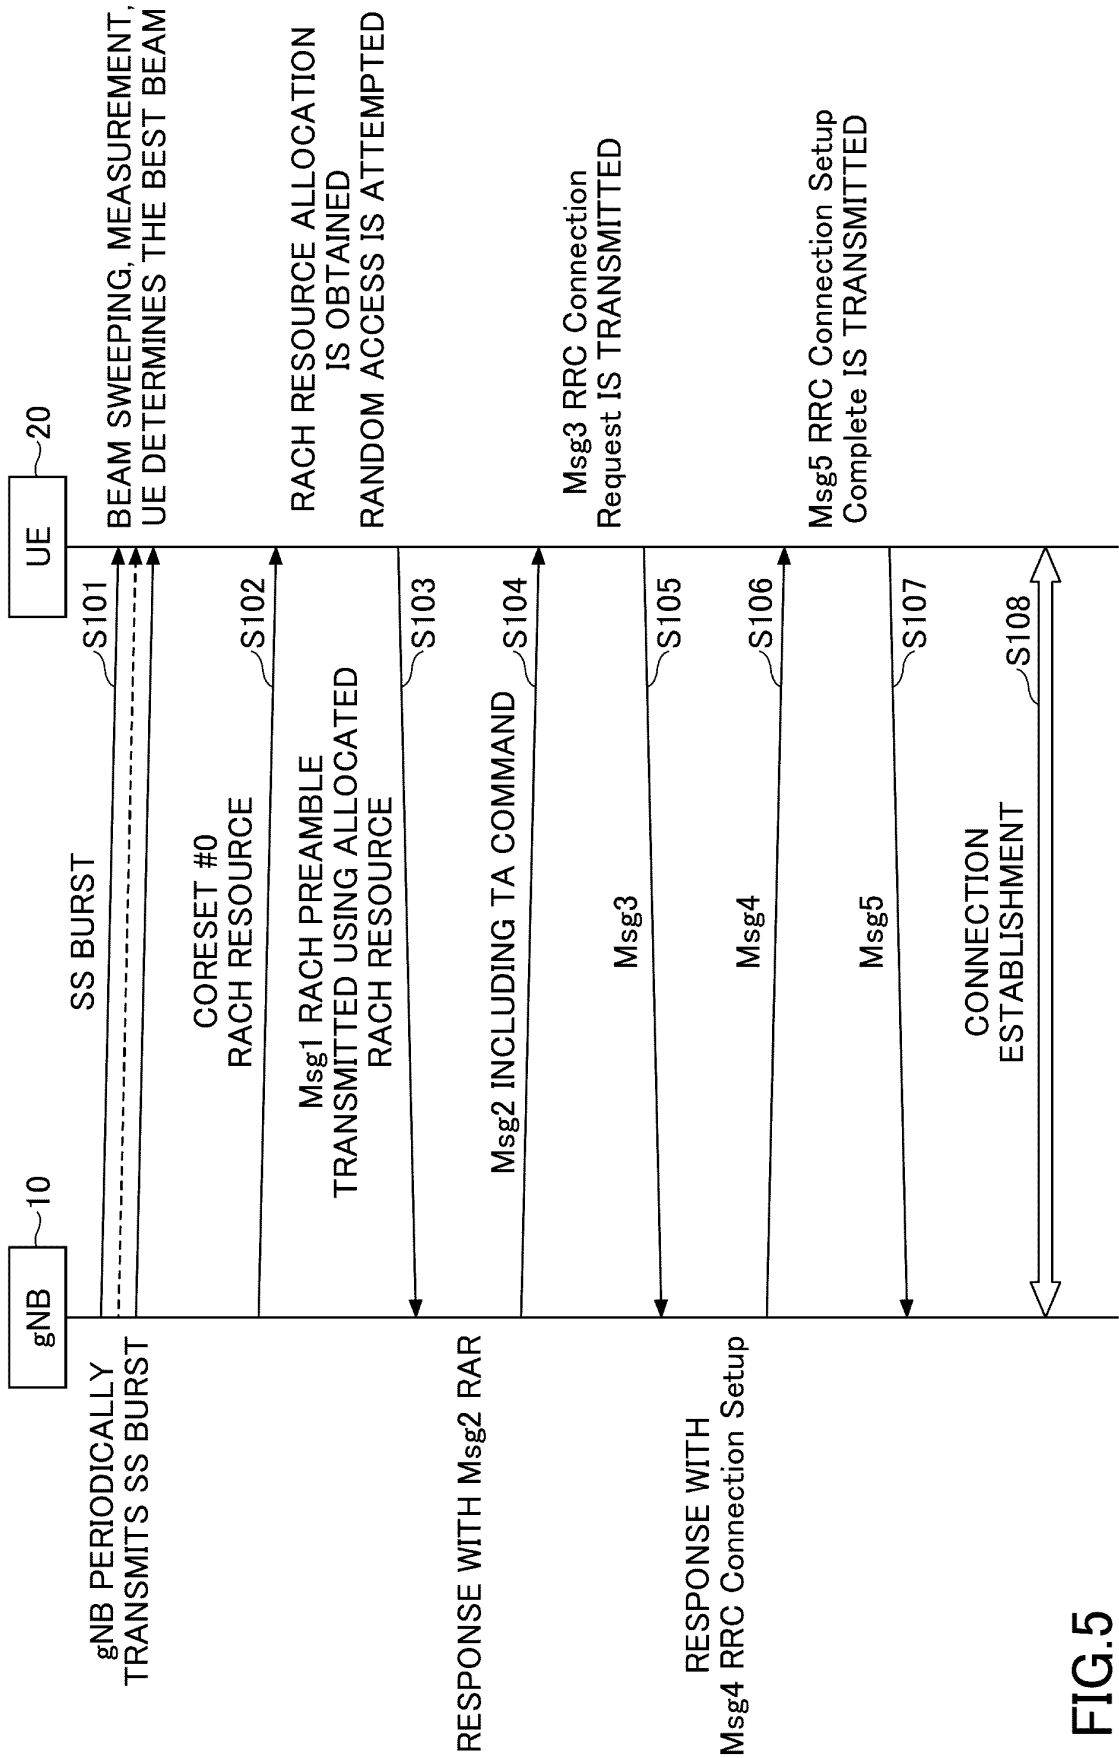 gNB
10
UE
20
gNB PERIODICALLY
TRANSMITS SS BURST
SS BURST
S101
BEAM SWEEPING, MEASUREMENT,
UE DETERMINES THE BEST BEAM
CORESET #0
RACH RESOURCE
S102
RACH RESOURCE ALLOCATION
IS OBTAINED
RANDOM ACCESS IS ATTEMPTED
Msg1 RACH PREAMBLE
TRANSMITTED USING ALLOCATED
RACH RESOURCE
S103
RESPONSE WITH Msg2 RAR
Msg2 INCLUDING TA COMMAND
S104
Msg3 RRC Connection
Request IS TRANSMITTED
Msg3
S105
RESPONSE WITH
Msg4 RRC Connection Setup
Msg4
S106
Msg5 RRC Connection Setup
Complete IS TRANSMITTED
Msg5
S107
CONNECTION
ESTABLISHMENT
S108
FIG.5